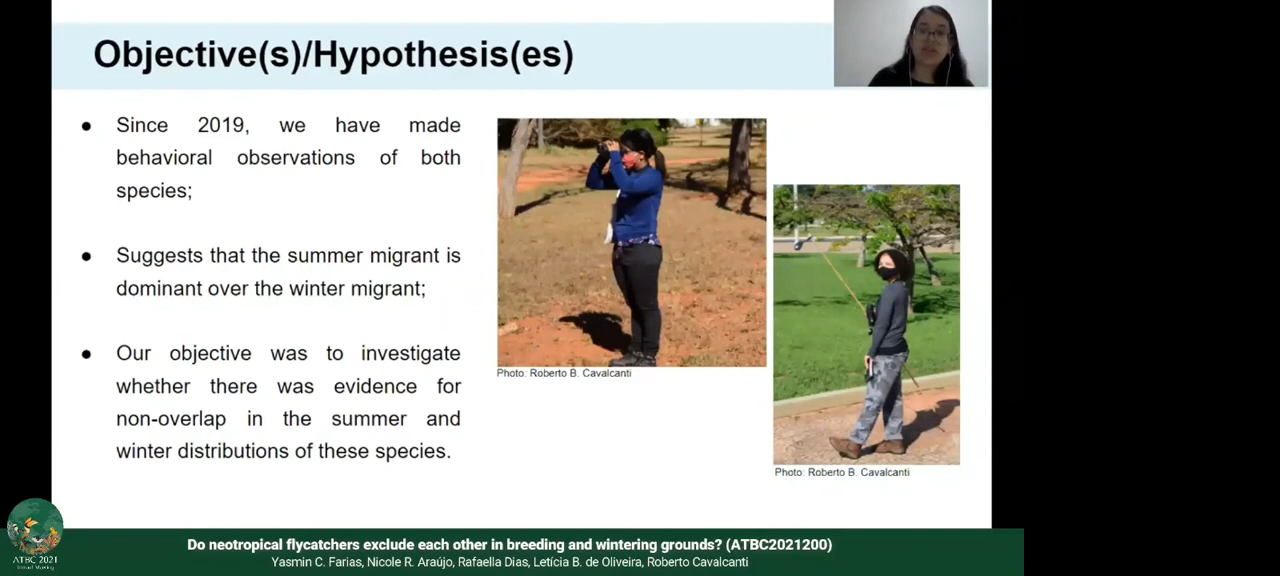 Objective(s)/Hypothesis(es)
● Since 2019, we have made
behavioral observations of both
species;
● Suggests that the summer migrant is
dominant over the winter migrant;
● Our objective was to investigate
whether there was evidence for
non-overlap in the summer and
winter distributions of these species.
Photo: Roberto B. Cavalcanti
Photo: Roberto B. Cavalcanti
ATBC 2021
Do neotropical flycatchers exclude each other in breeding and wintering grounds? (ATBC2021200)
Yasmin C. Farias, Nicole R. Araújo, Rafaella Dias, Letícia B. de Oliveira, Roberto Cavalcanti